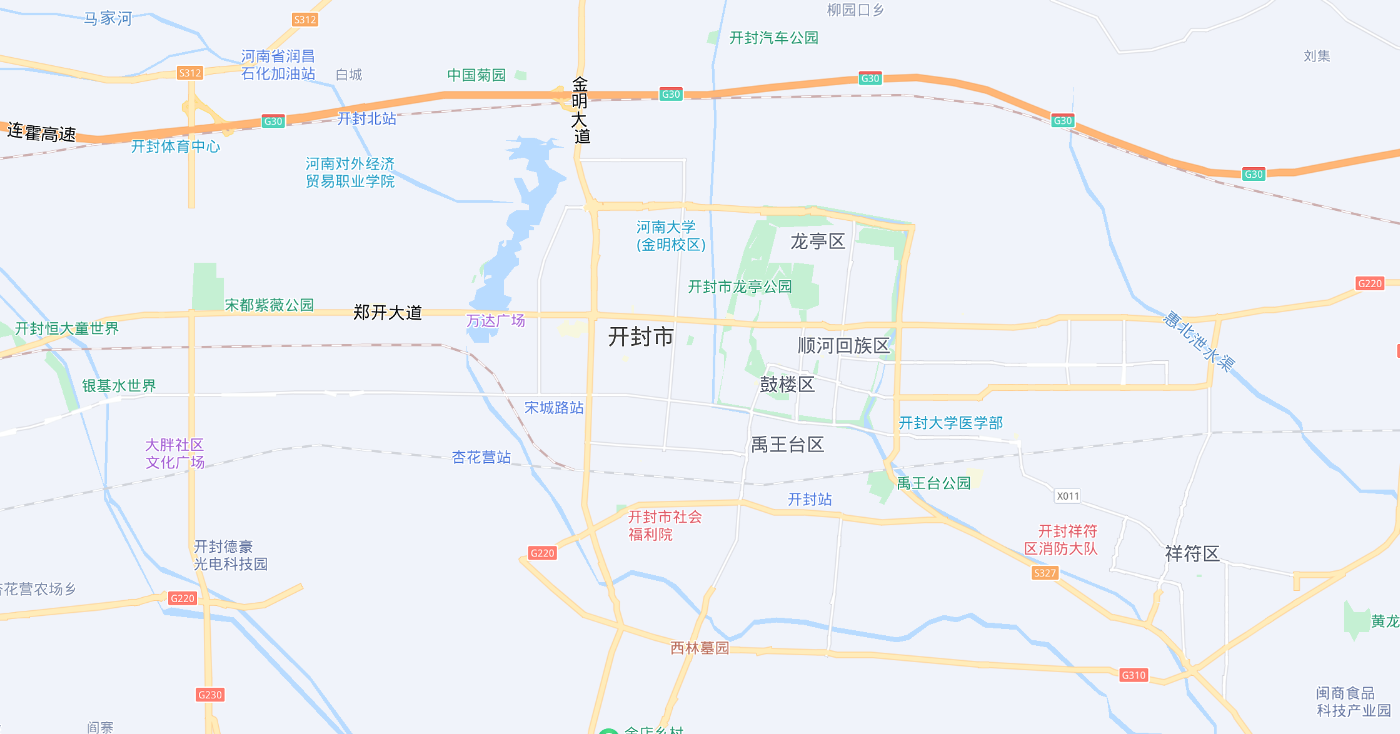 柳园口乡
马家河
S312
开封汽车公园
河南省润昌
石化加油站
刘集
S312
白城
中国菊园
金明大道
G30
G30
G30
G30
连霍高速
开封北站
开封体育中心
河南对外经济
贸易职业学院
G30
河南大学
(金明校区)
龙亭区
开封市龙亭公园
G220
宋都紫薇公园
郑开大道
万达广场
开封恒大童世界
开封市
惠北泄水渠
顺河回族区
银基水世界
鼓楼区
宋城路站
开封大学医学部
大胖社区
文化广场
禹王台区
杏花营站
禹王台公园
开封站
X011
开封市社会
福利院
开封祥符
区消防大队
开封德豪
光电科技园
G220
祥符区
S327
杏花营农场乡
G220
黄龙
西林墓园
G310
G230
闽商食品
科技产业园
阎寨